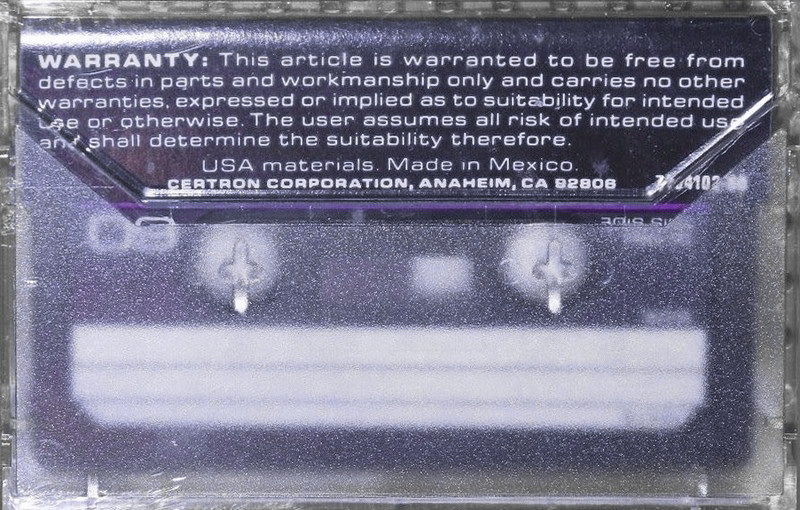 WARRANTY: This article is warranted to be free from
defects in parts and workmanship only and carries no other
warranties, expressed or implied as to suitability for intended
use or otherwise. The user assumes all risk of intended use
and shall determine the suitability therefore.
USA materials. Made in Mexico.
CERTRON CORPORATION, ANAHEIM, CA 92806